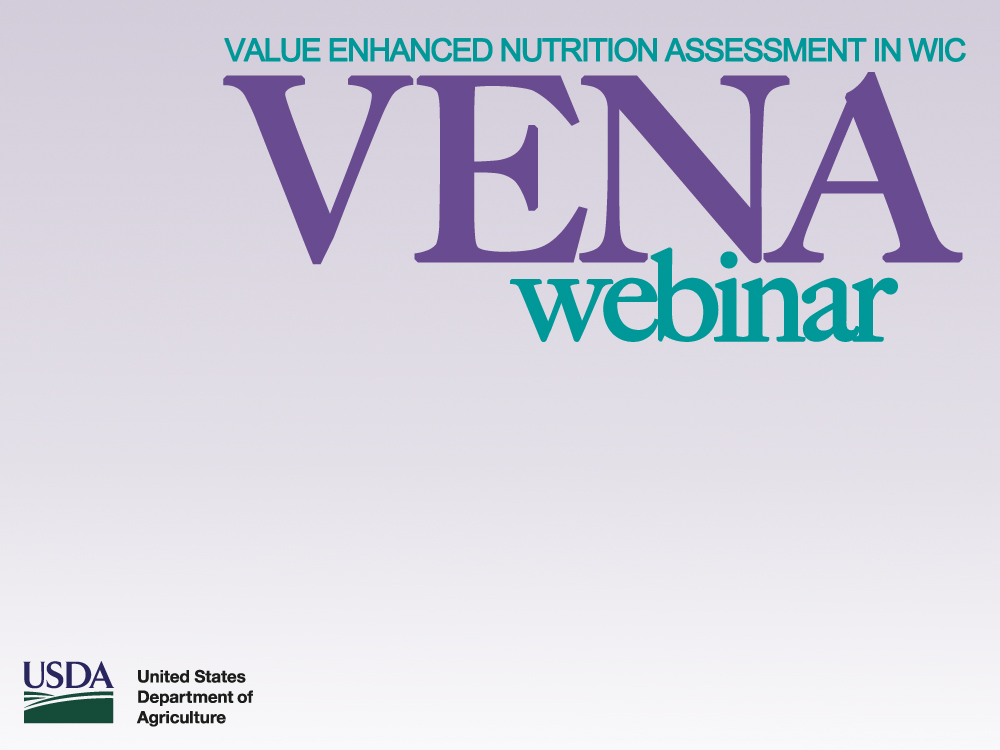 VALUE ENHANCED NUTRITION ASSESSMENT IN WIC
VENA
webinar
USDA
United States
Department of
Agriculture